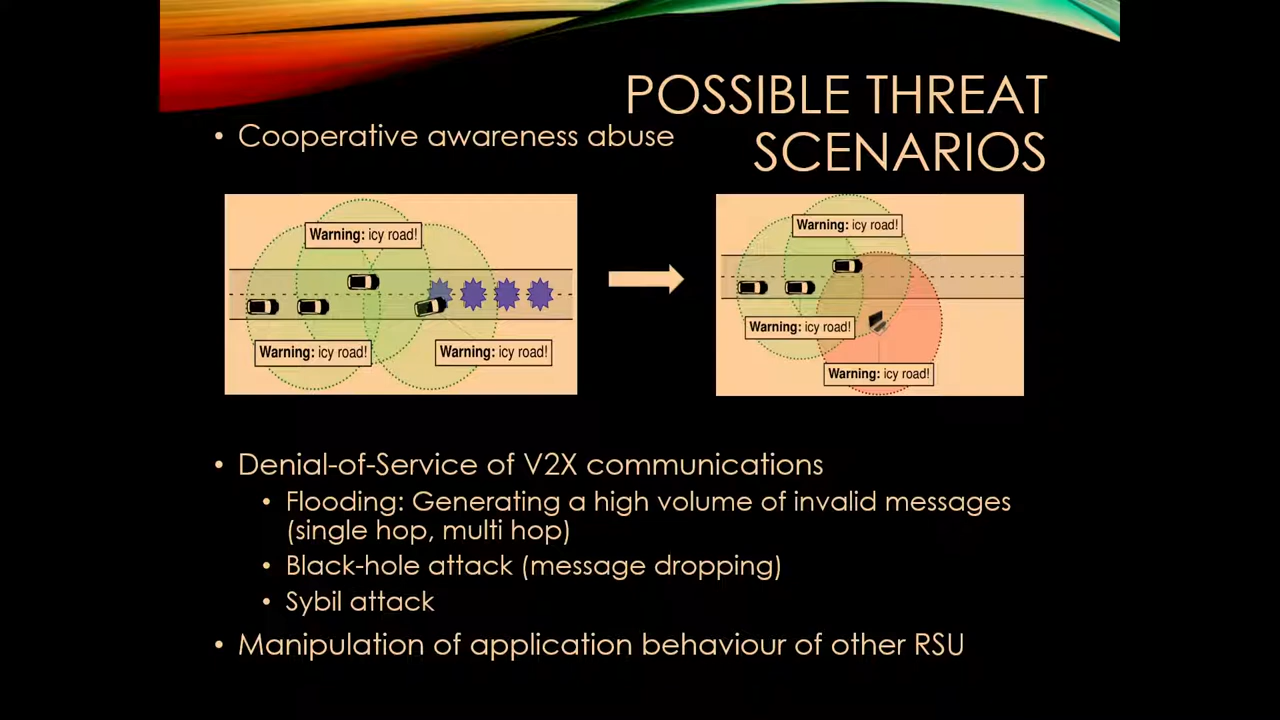 POSSIBLE THREAT
SCENARIOS
• Cooperative awareness abuse
Warning: icy road!
Warning: icy road!
Warning: icy road!
Warning: icy road!
Warning: icy road!
Warning: icy road!
• Denial-of-Service of V2X communications
• Flooding: Generating a high volume of invalid messages
(single hop, multi hop)
• Black-hole attack (message dropping)
• Sybil attack
• Manipulation of application behaviour of other RSU